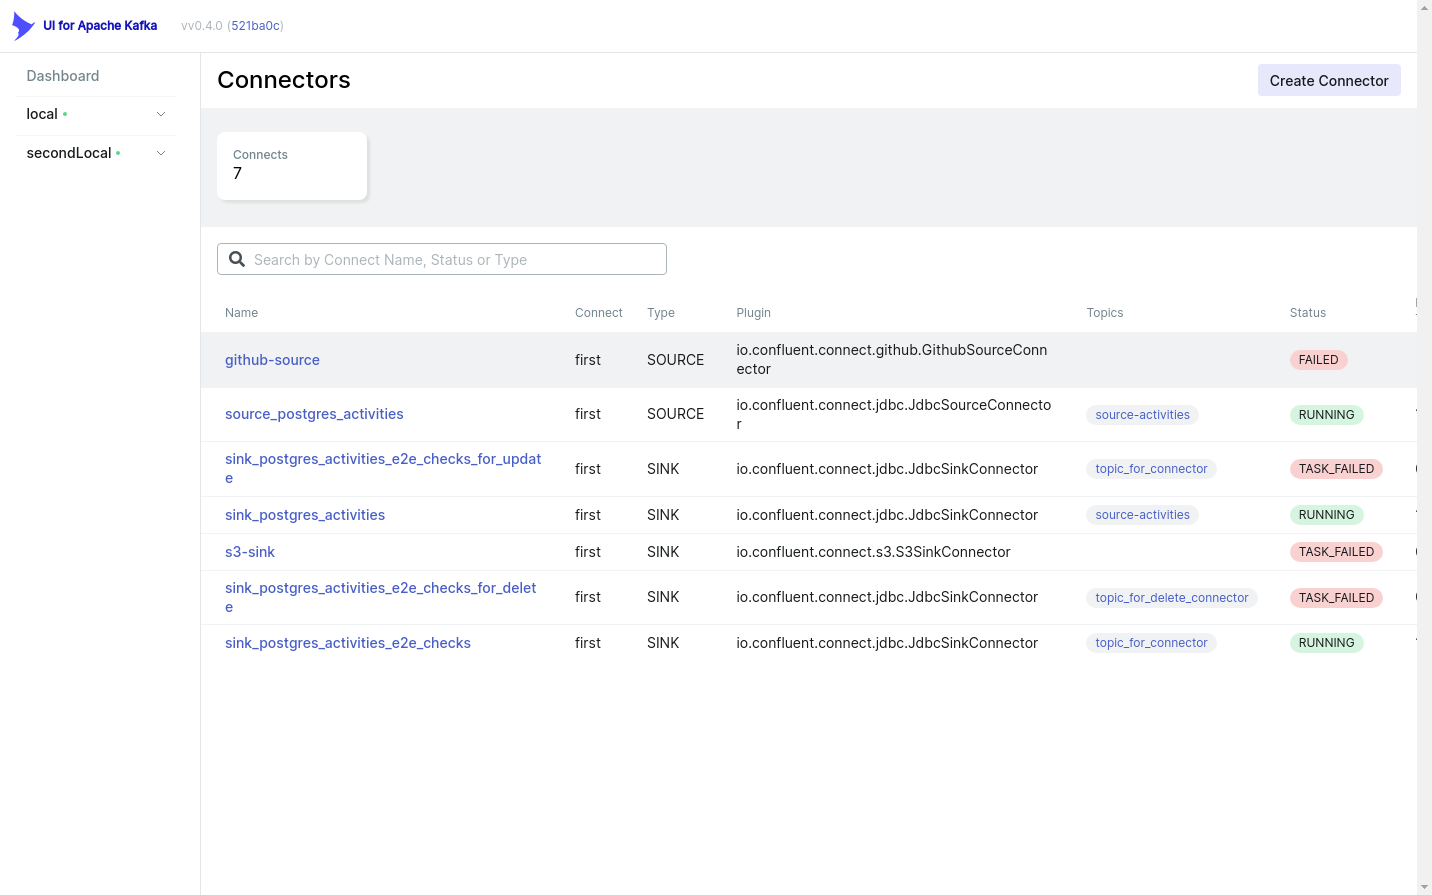 UI for Apache Kafka vv0.4.0 (521ba0c)
Dashboard
local
secondLocal
Connectors
Create Connector
Connects
7
Search by Connect Name, Status or Type
Name Connect Type Plugin Topics Status
github-source first SOURCE io.confluent.connect.github.GithubSourceConn
ector FAILED
source_postgres_activities first SOURCE io.confluent.connect.jdbc.JdbcSourceConnecto
r source-activities RUNNING
sink_postgres_activities_e2e_checks_for_updat
e first SINK io.confluent.connect.jdbc.JdbcSinkConnector topic_for_connector TASK_FAILED
sink_postgres_activities first SINK io.confluent.connect.jdbc.JdbcSinkConnector source-activities RUNNING
s3-sink first SINK io.confluent.connect.s3.S3SinkConnector TASK_FAILED
sink_postgres_activities_e2e_checks_for_delet
e first SINK io.confluent.connect.jdbc.JdbcSinkConnector topic_for_delete_connector TASK_FAILED
sink_postgres_activities_e2e_checks first SINK io.confluent.connect.jdbc.JdbcSinkConnector topic_for_connector RUNNING